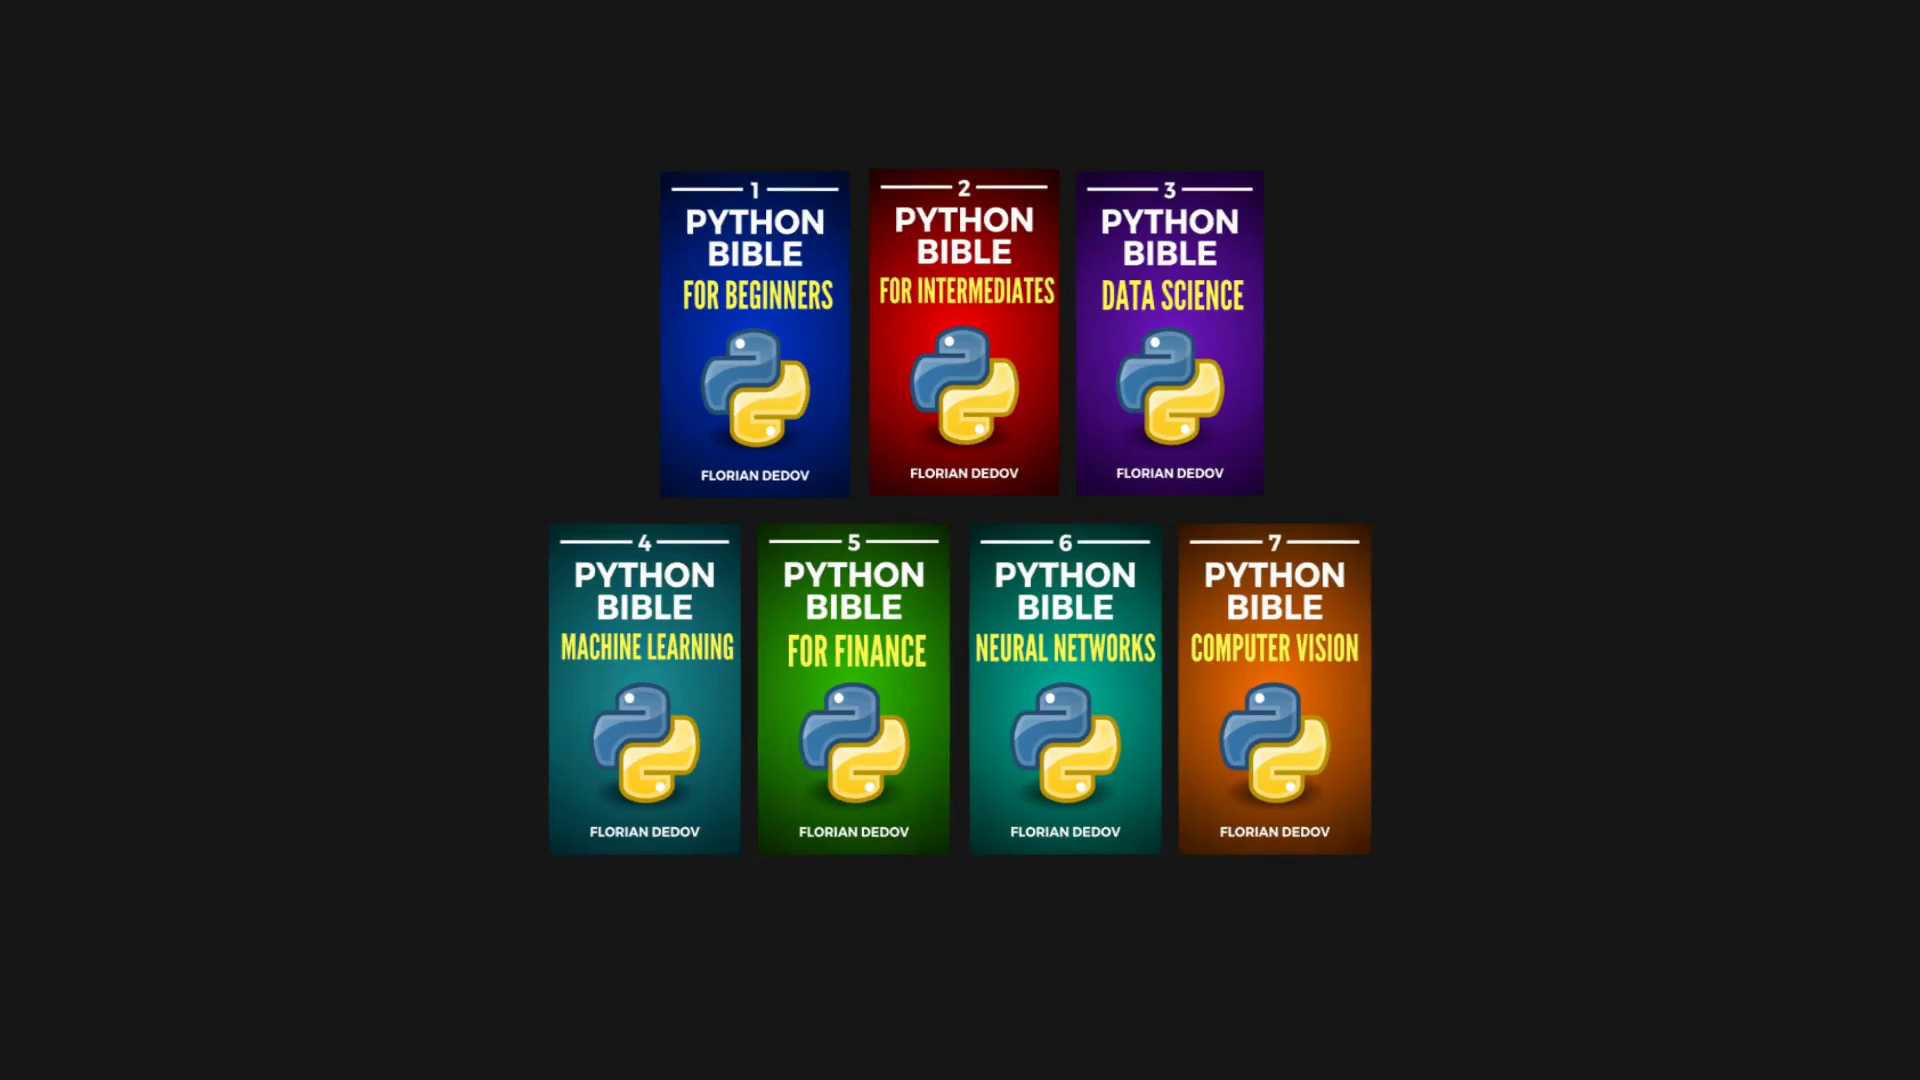 1
PYTHON
BIBLE
FOR BEGINNERS
FLORIAN DEDOV
2
PYTHON
BIBLE
FOR INTERMEDIATES
FLORIAN DEDOV
3
PYTHON
BIBLE
DATA SCIENCE
FLORIAN DEDOV
4
PYTHON
BIBLE
MACHINE LEARNING
FLORIAN DEDOV
5
PYTHON
BIBLE
FOR FINANCE
FLORIAN DEDOV
6
PYTHON
BIBLE
NEURAL NETWORKS
FLORIAN DEDOV
7
PYTHON
BIBLE
COMPUTER VISION
FLORIAN DEDOV